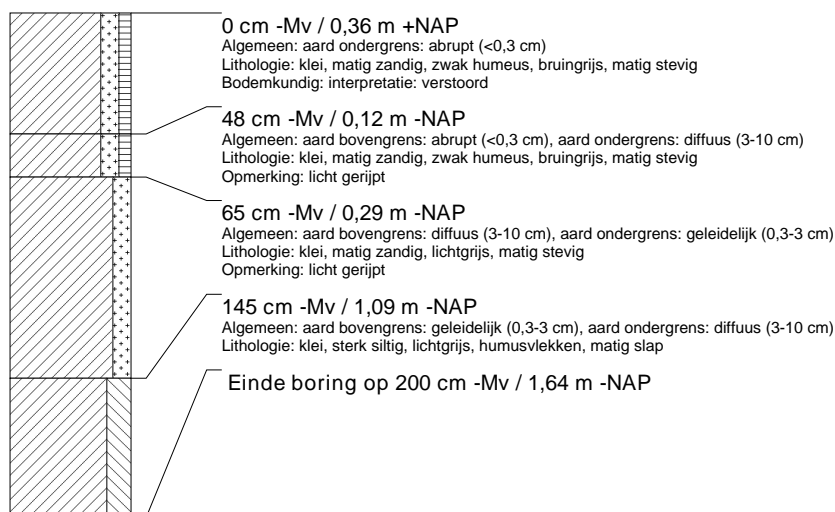 0 cm -Mv / 0,36 m +NAP
Algemeen: aard ondergrens: abrupt (<0,3 cm)
Lithologie: klei, matig zandig, zwak humeus, bruingrijs, matig stevig
Bodemkundig: interpretatie: verstoord
48 cm -Mv / 0,12 m -NAP
Algemeen: aard bovengrens: abrupt (<0,3 cm), aard ondergrens: diffuus (3-10 cm)
Lithologie: klei, matig zandig, zwak humeus, bruingrijs, matig stevig
Opmerking: licht gerijpt
65 cm -Mv / 0,29 m -NAP
Algemeen: aard bovengrens: diffuus (3-10 cm), aard ondergrens: geleidelijk (0,3-3 cm)
Lithologie: klei, matig zandig, lichtgrijs, matig stevig
Opmerking: licht gerijpt
145 cm -Mv / 1,09 m -NAP
Algemeen: aard bovengrens: geleidelijk (0,3-3 cm), aard ondergrens: diffuus (3-10 cm)
Lithologie: klei, sterk siltig, lichtgrijs, humusvlekken, matig slap
Einde boring op 200 cm -Mv / 1,64 m -NAP